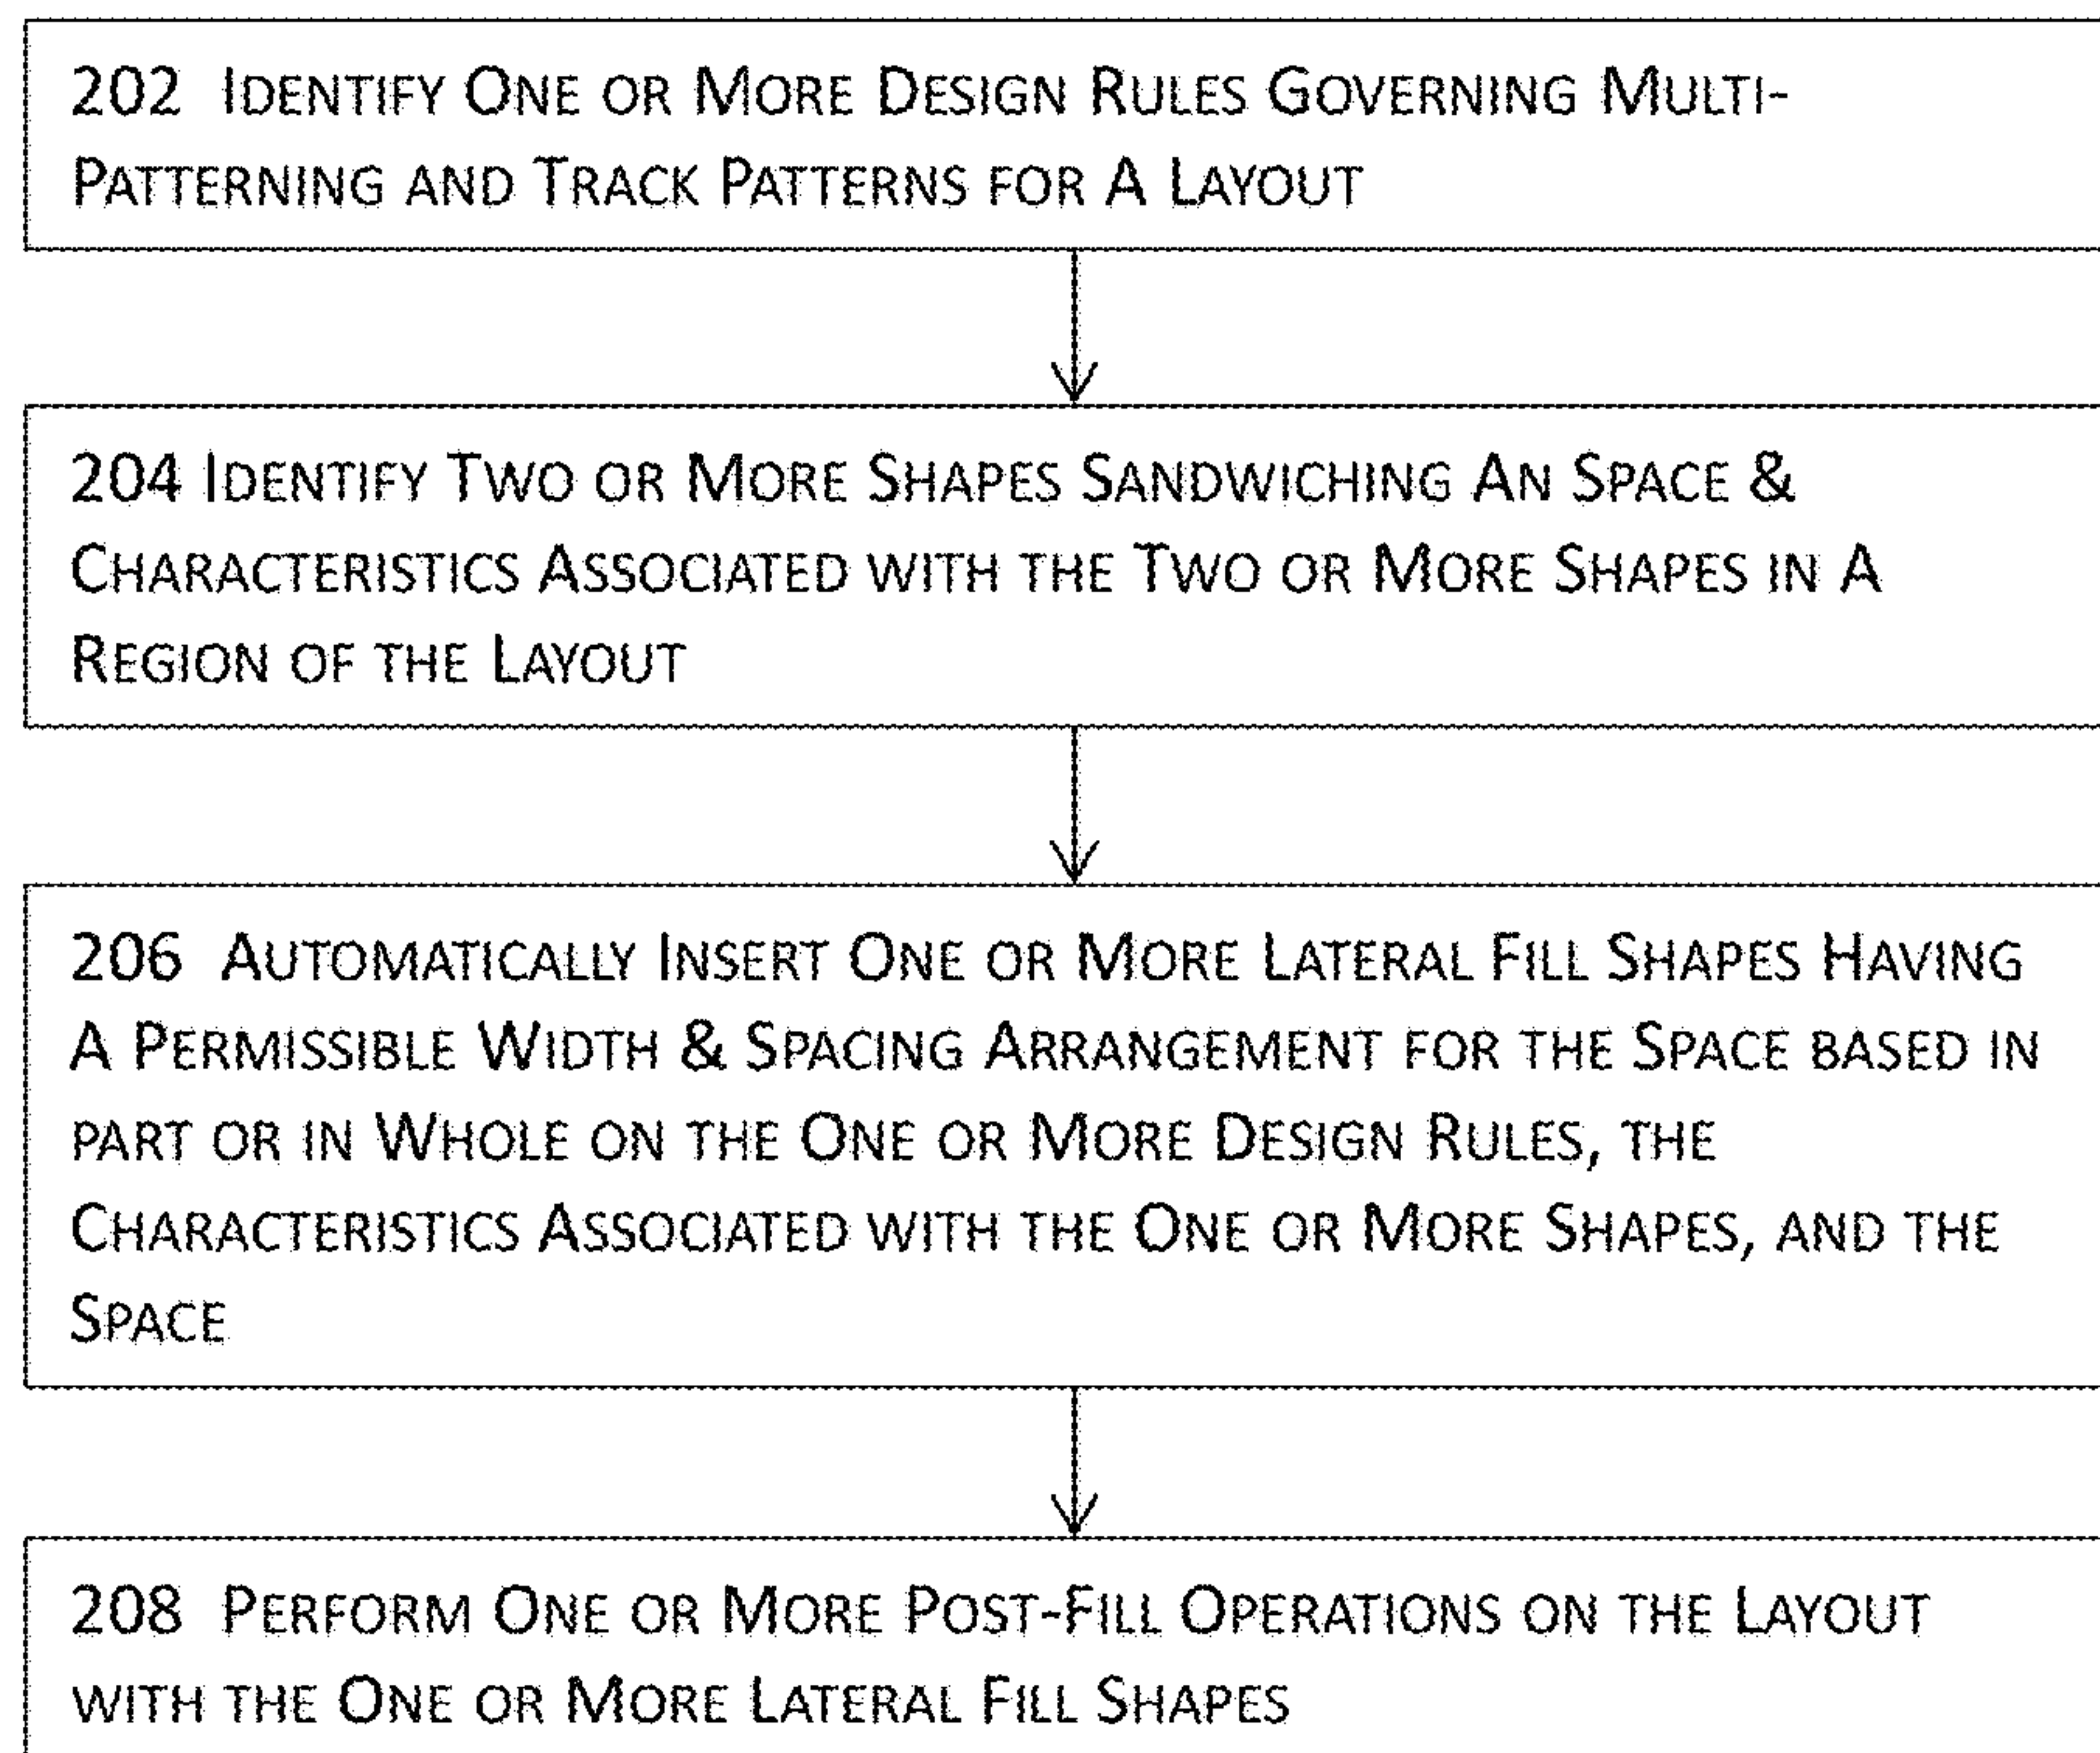 202 Identify One or More Design Rules Governing Multi-
Patterning and Track Patterns for A Layout
204 Identify Two or More Shapes Sandwiching An Space &
Characteristics Associated with the Two or More Shapes in A
Region of the Layout
206 Automatically Insert One or More Lateral Fill Shapes Having
A Permissible Width & Spacing Arrangement for the Space based in
part or in Whole on the One or More Design Rules, the
Characteristics Associated with the One or More Shapes, and the
Space
208 Perform One or More Post-Fill Operations on the Layout
with the One or More Lateral Fill Shapes